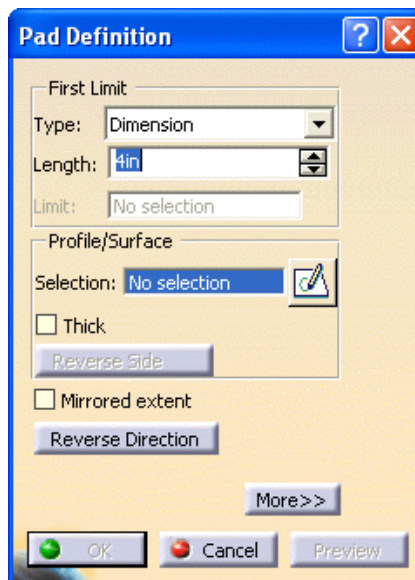 Pad Definition
?
First Limit
Type: Dimension
Length: 4in
Limit: No selection
Profile/Surface
Selection: No selection
Thick
Reverse Side
Mirrored extent
Reverse Direction
More>>
OK Cancel Preview